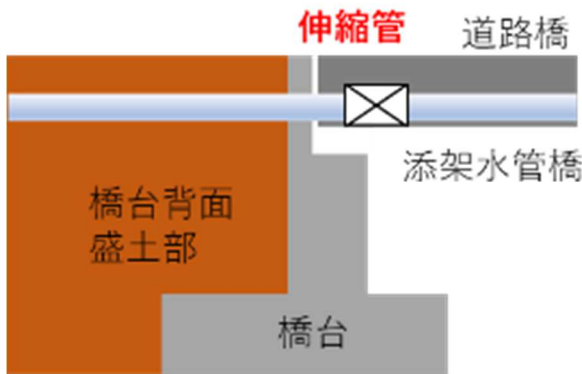 伸縮管
道路橋
添架水管橋
橋台背面
盛土部
橋台